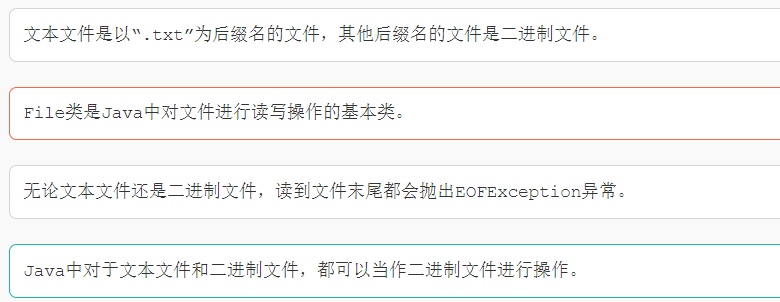 文本文件是以“.txt”为后缀名的文件，其他后缀名的文件是二进制文件。
File类是Java中对文件进行读写操作的基本类。
无论文本文件还是二进制文件，读到文件末尾都会抛出EOFException异常。
Java中对于文本文件和二进制文件，都可以当作二进制文件进行操作。